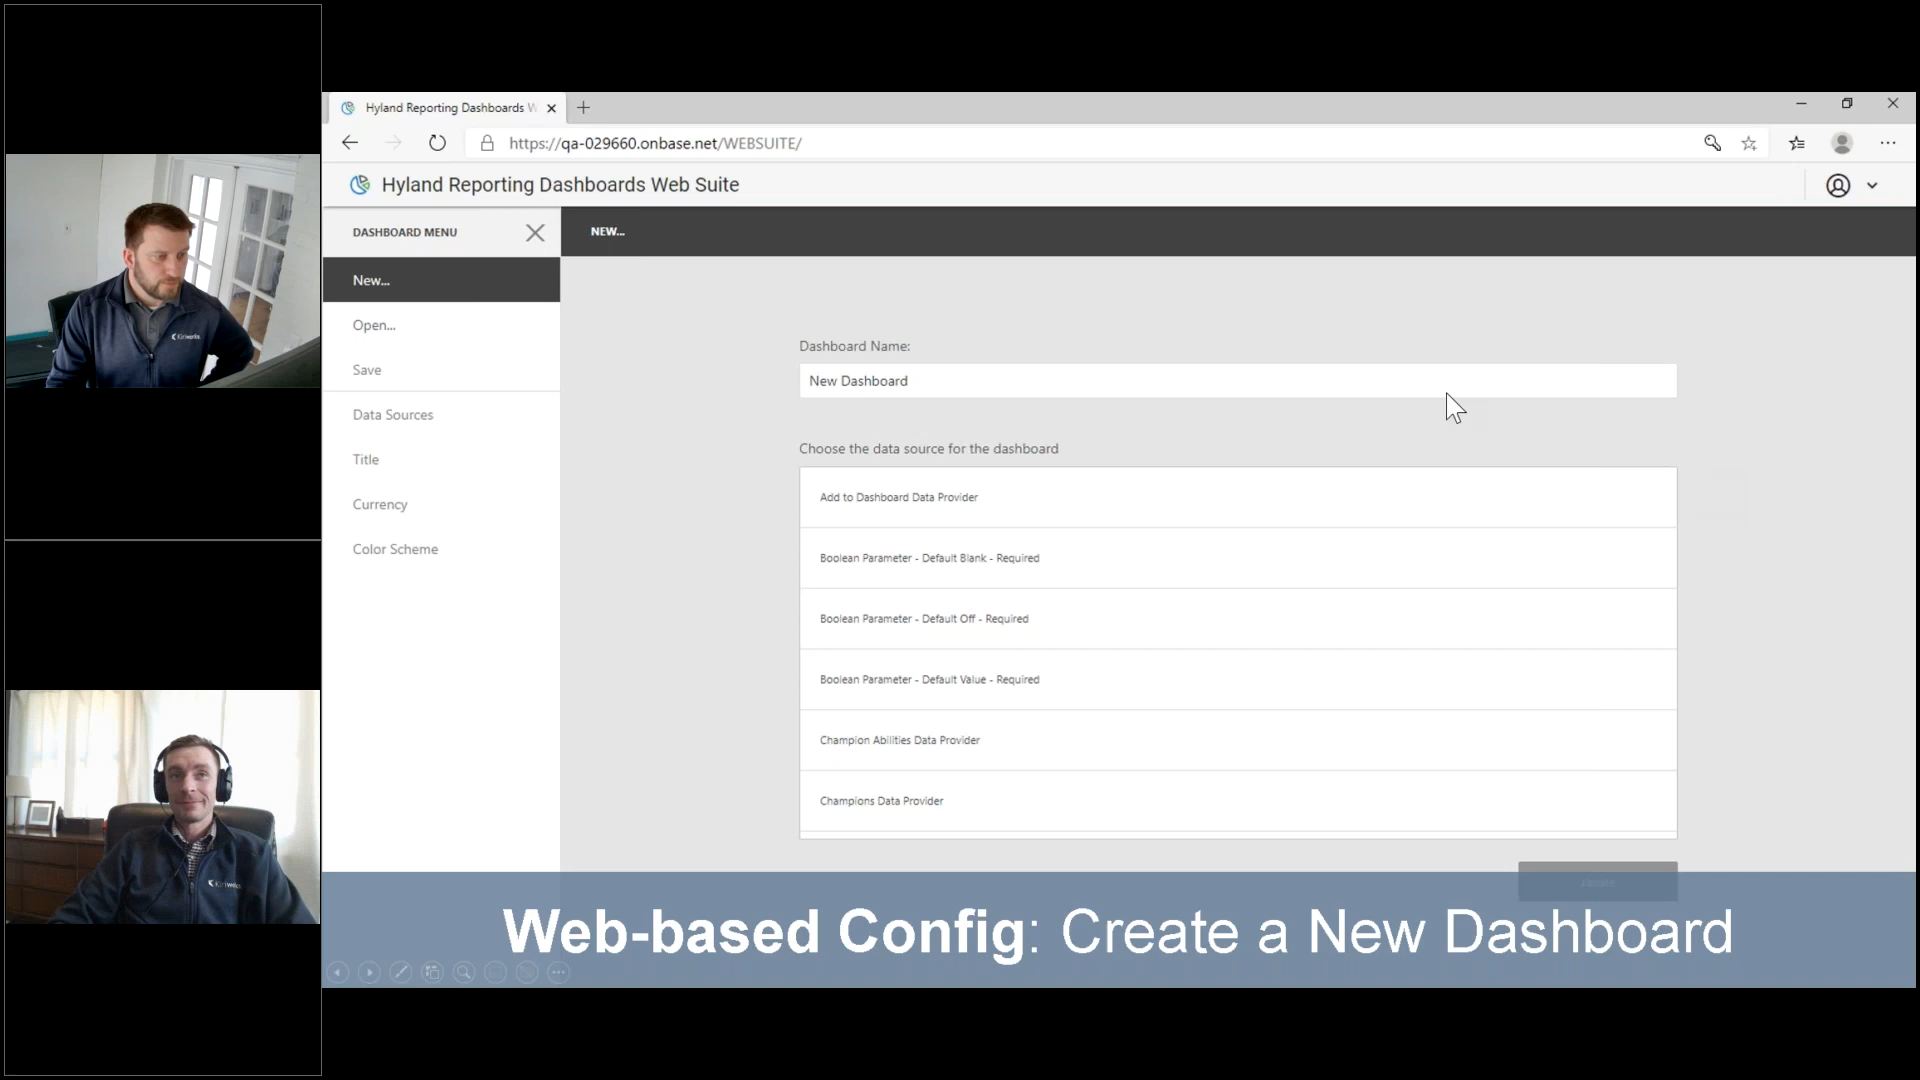 Hyland Reporting Dashboards W
https://qa-029660.onbase.net/WEBSUITE/
Hyland Reporting Dashboards Web Suite
DASHBOARD MENU
NEW...
New...
Open...
Save
Data Sources
Title
Currency
Color Scheme
Dashboard Name:
New Dashboard
Choose the data source for the dashboard
Add to Dashboard Data Provider
Boolean Parameter - Default Blank - Required
Boolean Parameter - Default Off - Required
Boolean Parameter - Default Value - Required
Champion Abilities Data Provider
Champions Data Provider
Web-based Config: Create a New Dashboard